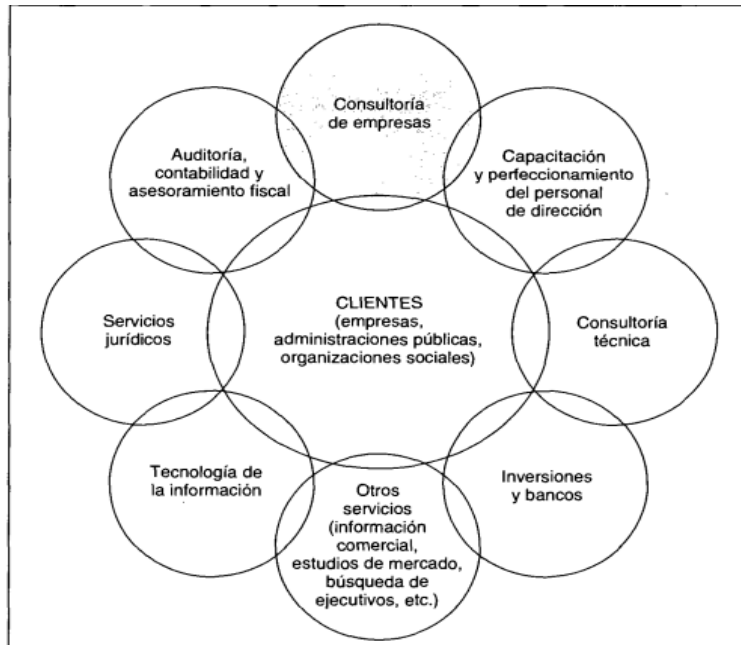 Consultoría
de empresas
Auditoría,
contabilidad y
asesoramiento fiscal
Capacitación
y perfeccionamiento
del personal
de dirección
Servicios
jurídicos
CLIENTES
(empresas,
administraciones públicas,
organizaciones sociales)
Consultoría
técnica
Tecnología de
la información
Otros
servicios
(información
comercial,
estudios de mercado,
búsqueda de
ejecutivos, etc.)
Inversiones
y bancos